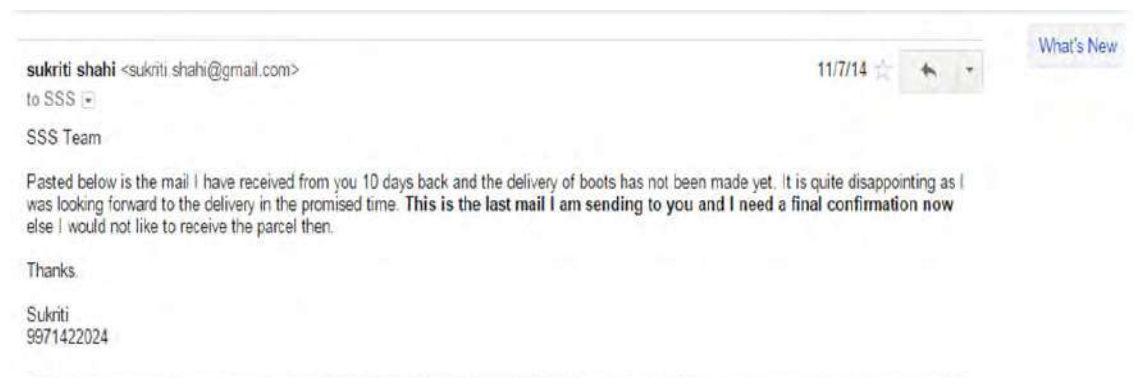 What's New
sukriti shahi <sukriti.shahi@gmail.com>
11/7/14
to SSS
SSS Team
Pasted below is the mail I have received from you 10 days back and the delivery of boots has not been made yet. It is quite disappointing as I
was looking forward to the delivery in the promised time. This is the last mail I am sending to you and I need a final confirmation now
else I would not like to receive the parcel then.
Thanks.
Sukriti
9971422024